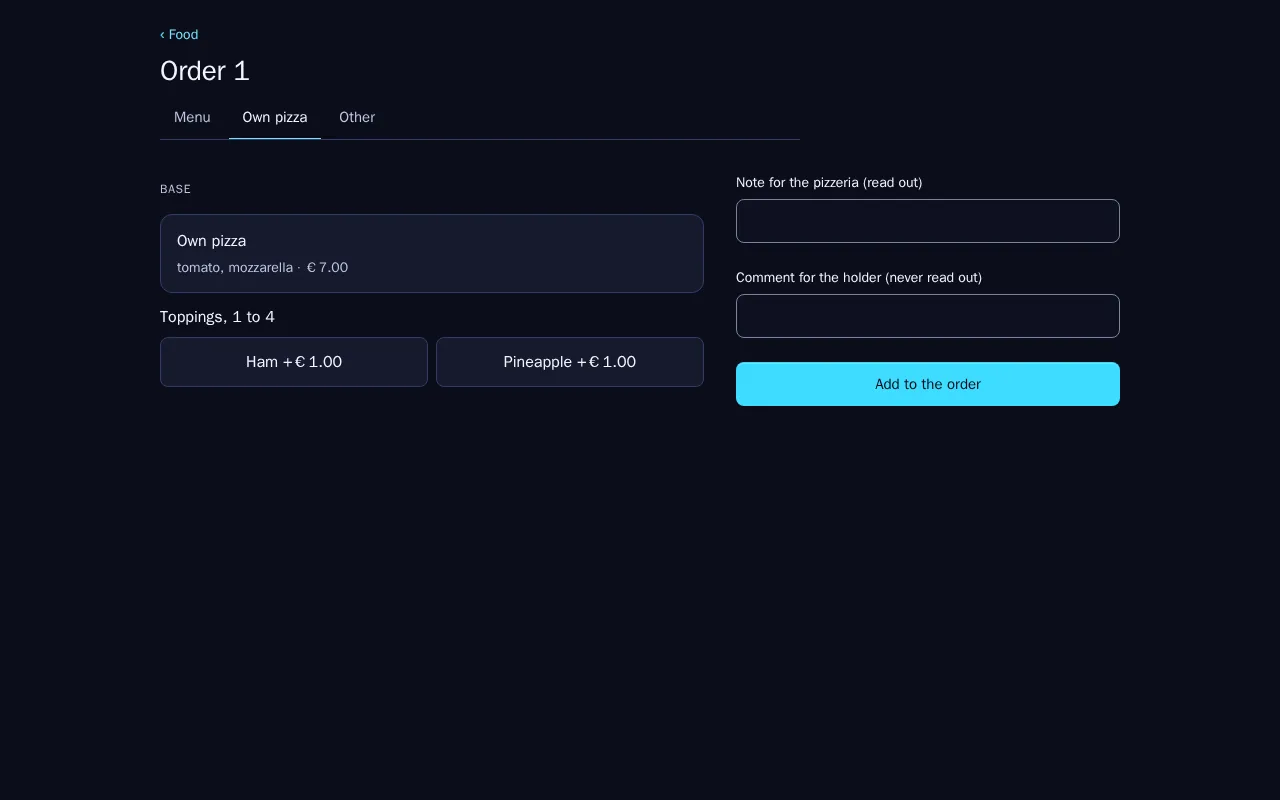 ‹ Food
Order 1
Menu
Own pizza
Other
BASE
Own pizza
tomato, mozzarella · € 7.00
Toppings, 1 to 4
Ham +€ 1.00
Pineapple +€ 1.00
Note for the pizzeria (read out)
Comment for the holder (never read out)
Add to the order